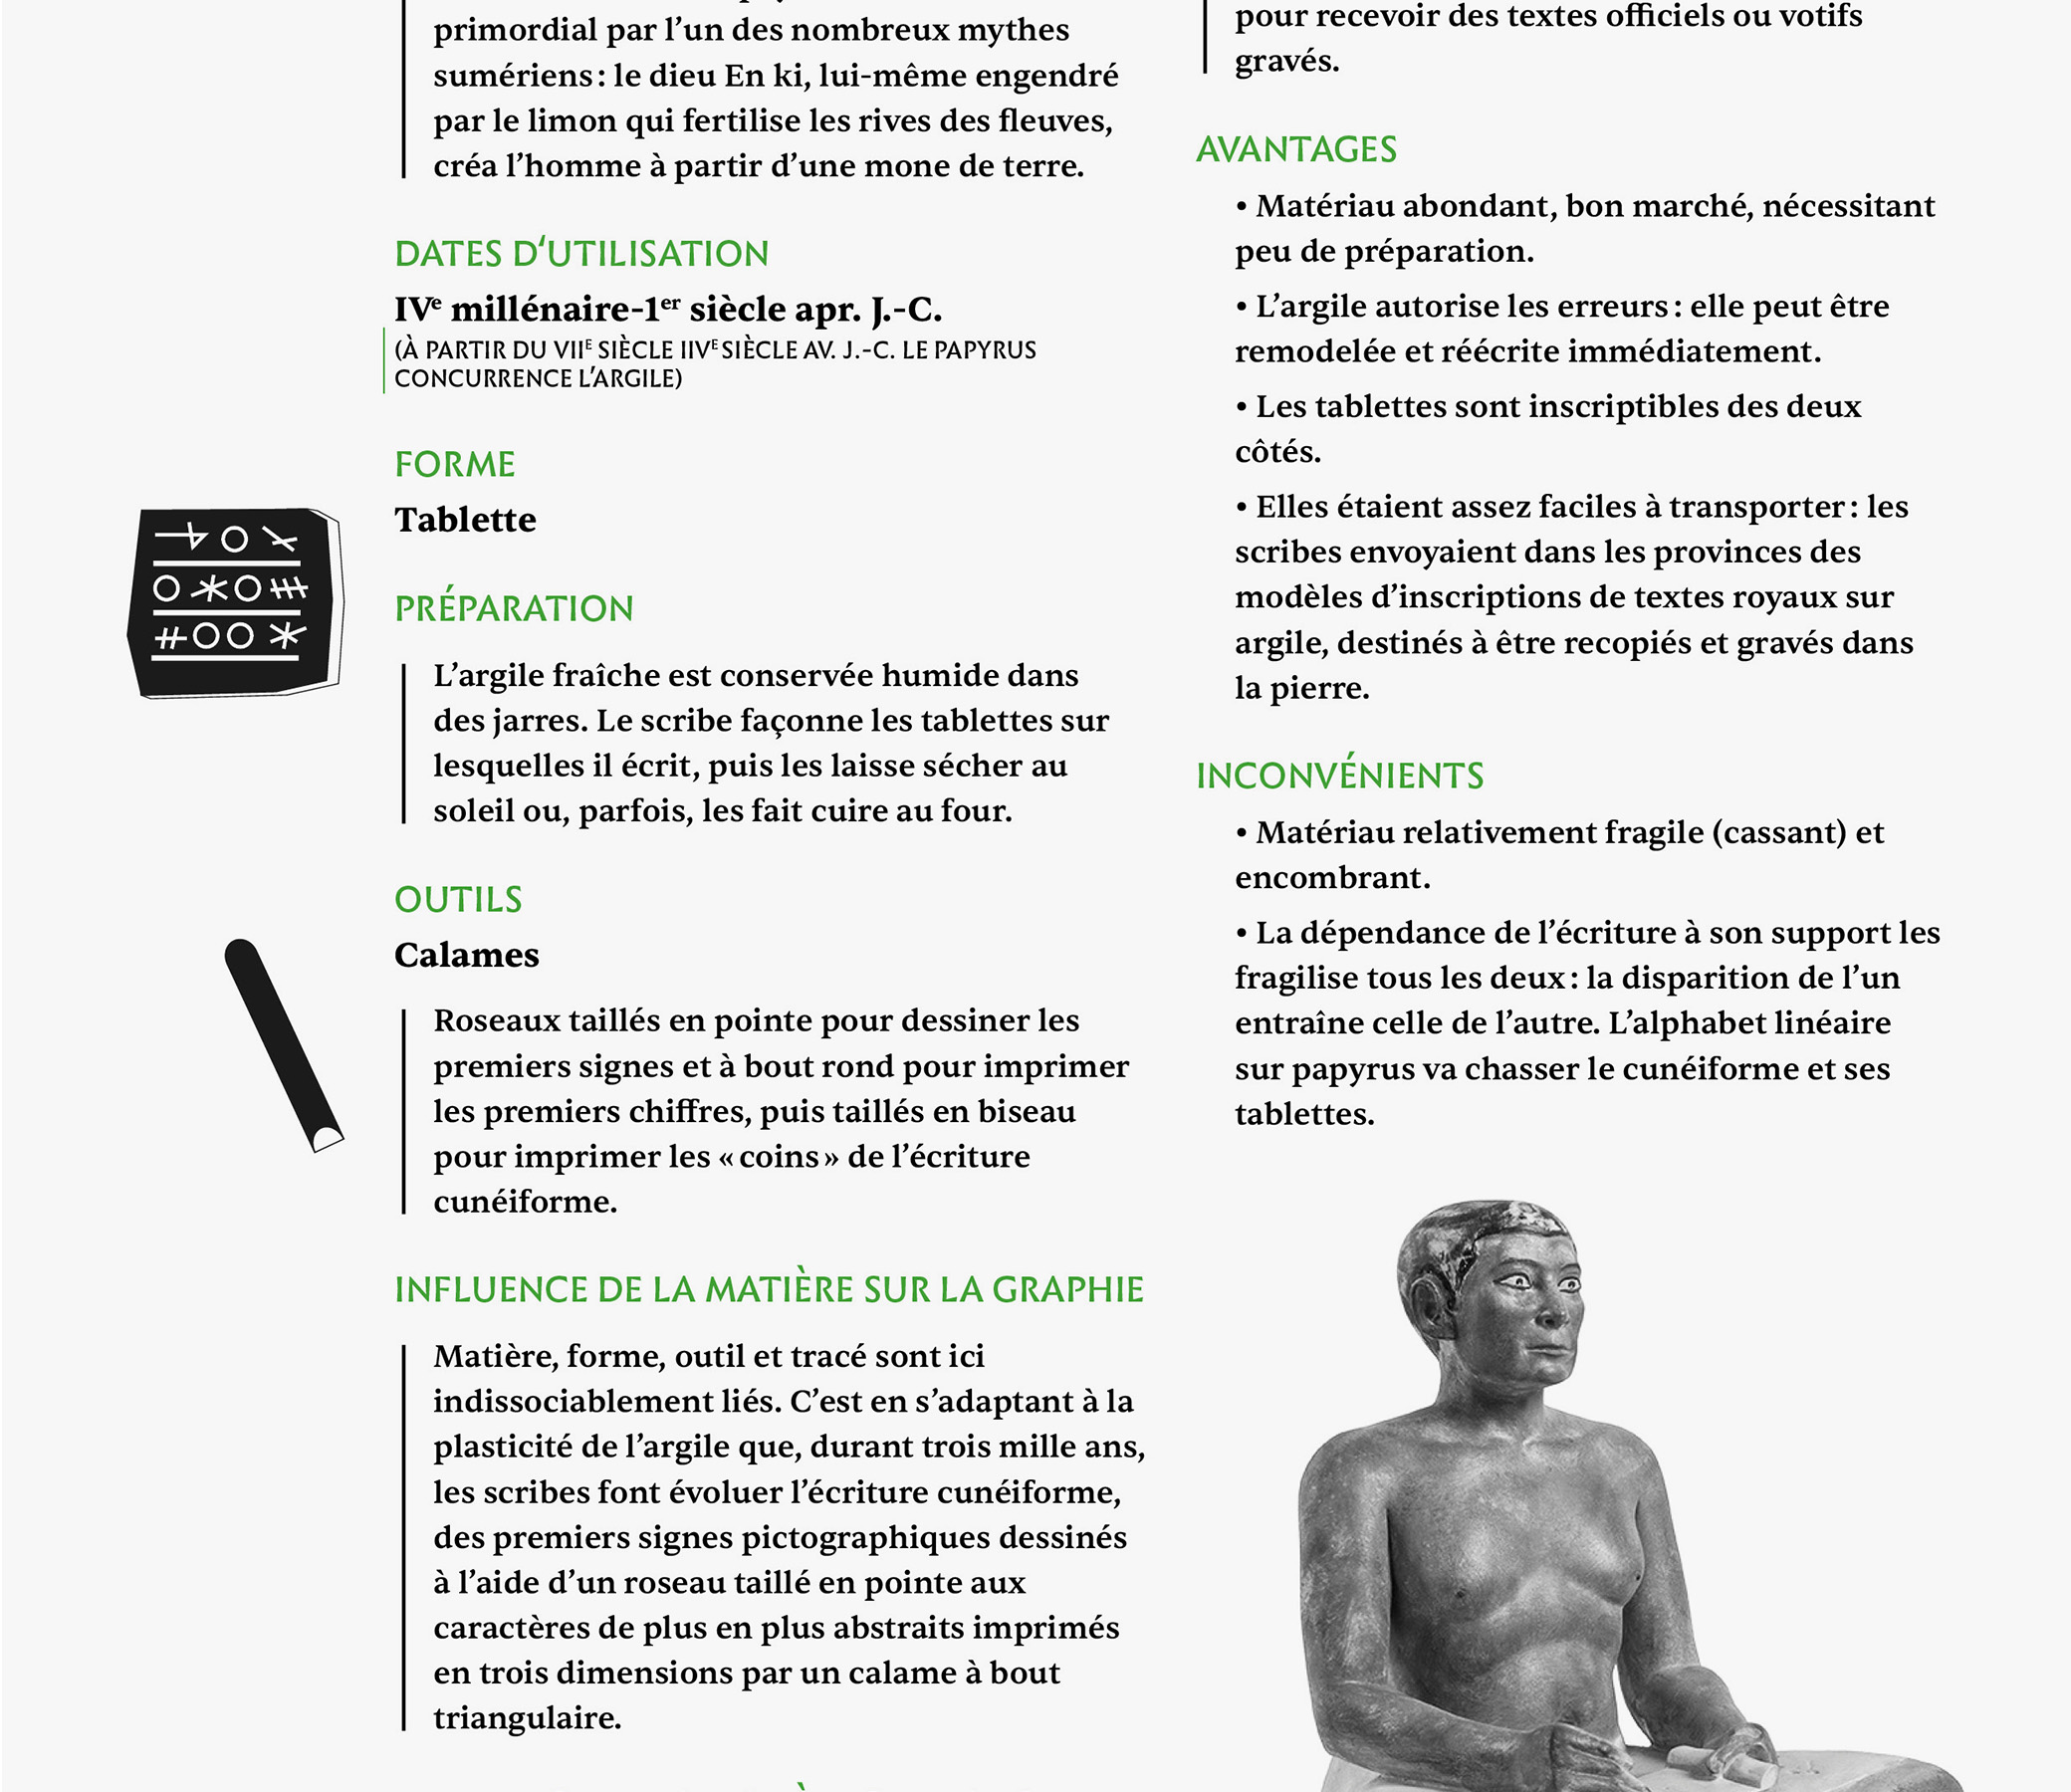 primordial par l’un des nombreux mythes
sumériens : le dieu En ki, lui-même engendré
par le limon qui fertilise les rives des fleuves,
créa l’homme à partir d’une mone de terre.
DATES D‘UTILISATION
IVe millénaire-1er siècle apr. J.-C.
(À PARTIR DU VIIE SIÈCLE IIVE SIÈCLE AV. J.-C. LE PAPYRUS
CONCURRENCE L’ARGILE)
FORME
Tablette
PRÉPARATION
L’argile fraîche est conservée humide dans
des jarres. Le scribe façonne les tablettes sur
lesquelles il écrit, puis les laisse sécher au
soleil ou, parfois, les fait cuire au four.
OUTILS
Calames
Roseaux taillés en pointe pour dessiner les
premiers signes et à bout rond pour imprimer
les premiers chiffres, puis taillés en biseau
pour imprimer les « coins » de l’écriture
cunéiforme.
INFLUENCE DE LA MATIÈRE SUR LA GRAPHIE
Matière, forme, outil et tracé sont ici
indissociablement liés. C’est en s’adaptant à la
plasticité de l’argile que, durant trois mille ans,
les scribes font évoluer l’écriture cunéiforme,
des premiers signes pictographiques dessinés
à l’aide d’un roseau taillé en pointe aux
caractères de plus en plus abstraits imprimés
en trois dimensions par un calame à bout
triangulaire.
pour recevoir des textes officiels ou votifs
gravés.
AVANTAGES
• Matériau abondant, bon marché, nécessitant
peu de préparation.
• L’argile autorise les erreurs : elle peut être
remodelée et réécrite immédiatement.
• Les tablettes sont inscriptibles des deux
côtés.
• Elles étaient assez faciles à transporter : les
scribes envoyaient dans les provinces des
modèles d’inscriptions de textes royaux sur
argile, destinés à être recopiés et gravés dans
la pierre.
INCONVÉNIENTS
• Matériau relativement fragile (cassant) et
encombrant.
• La dépendance de l’écriture à son support les
fragilise tous les deux : la disparition de l’un
entraîne celle de l’autre. L’alphabet linéaire
sur papyrus va chasser le cunéiforme et ses
tablettes.